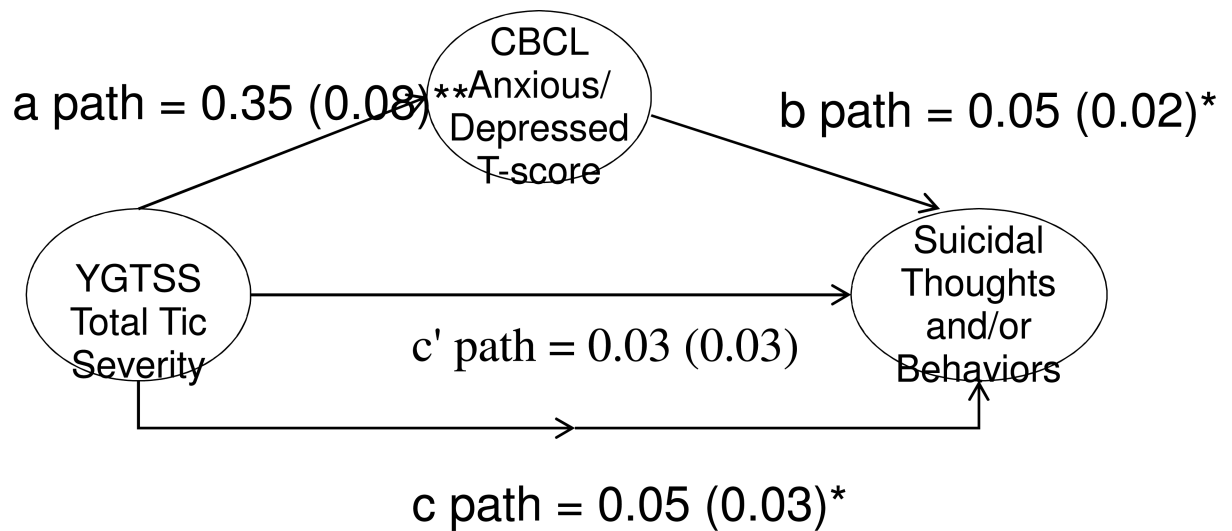 CBCL
Anxious/
Depressed
T-score
a path = 0.35 (0.08)**
b path = 0.05 (0.02)*
YGTSS
Total Tic
Severity
Suicidal
Thoughts
and/or
Behaviors
c' path = 0.03 (0.03)
c path = 0.05 (0.03)*